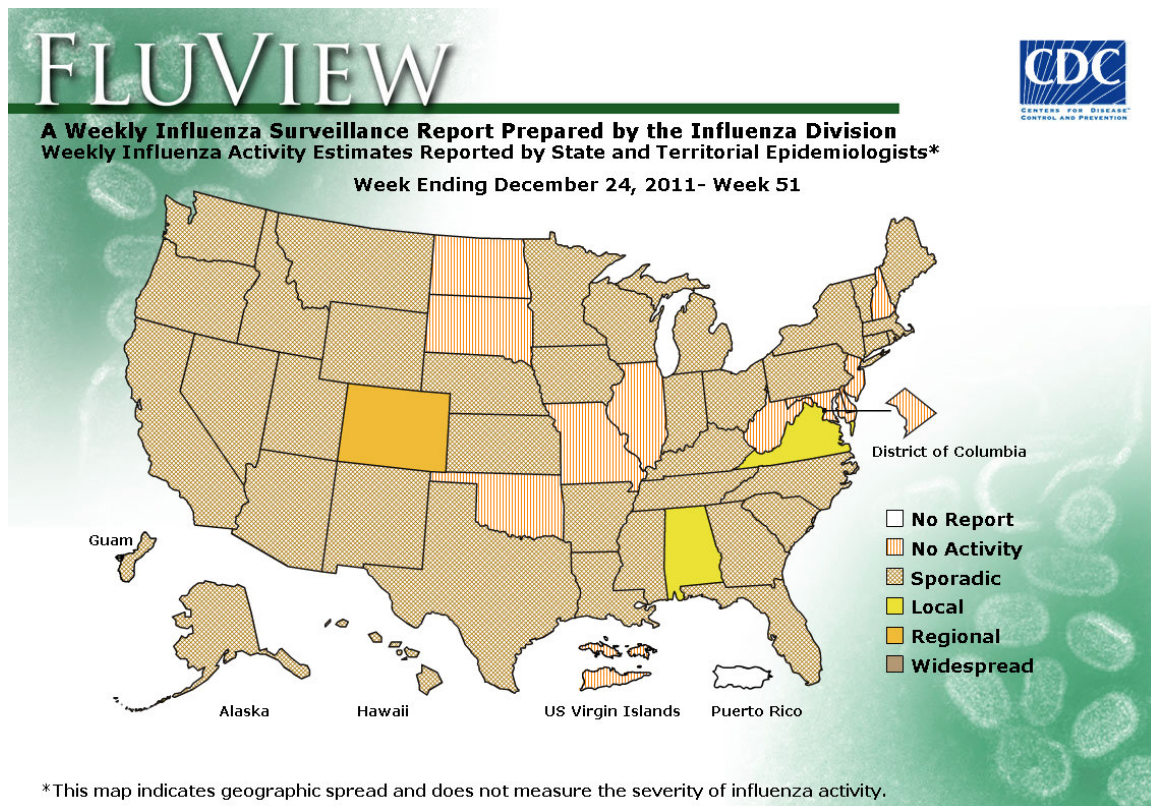 FLUVIEW
CDC
CENTERS FOR DISEASE™
CONTROL AND PREVENTION
A Weekly Influenza Surveillance Report Prepared by the Influenza Division
Weekly Influenza Activity Estimates Reported by State and Territorial Epidemiologists*
Week Ending December 24, 2011- Week 51
District of Columbia
Guam
No Report
No Activity
Sporadic
Local
Regional
Widespread
Alaska
Hawaii
US Virgin Islands
Puerto Rico
*This map indicates geographic spread and does not measure the severity of influenza activity.